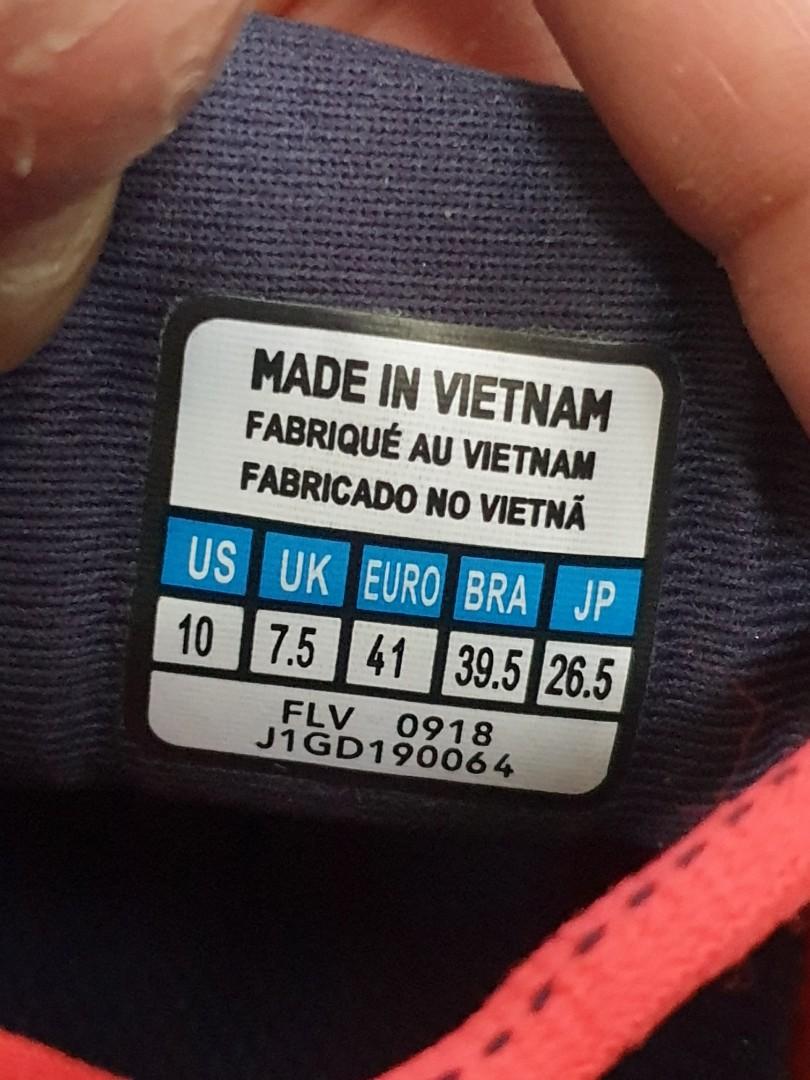 MADE IN VIETNAM
FABRIQUÉ AU VIETNAM
FABRICADO NO VIETNÃ
US UK EURO BRA JP
10 7.5 41 39.5 26.5
FLV 0918
J1GD190064